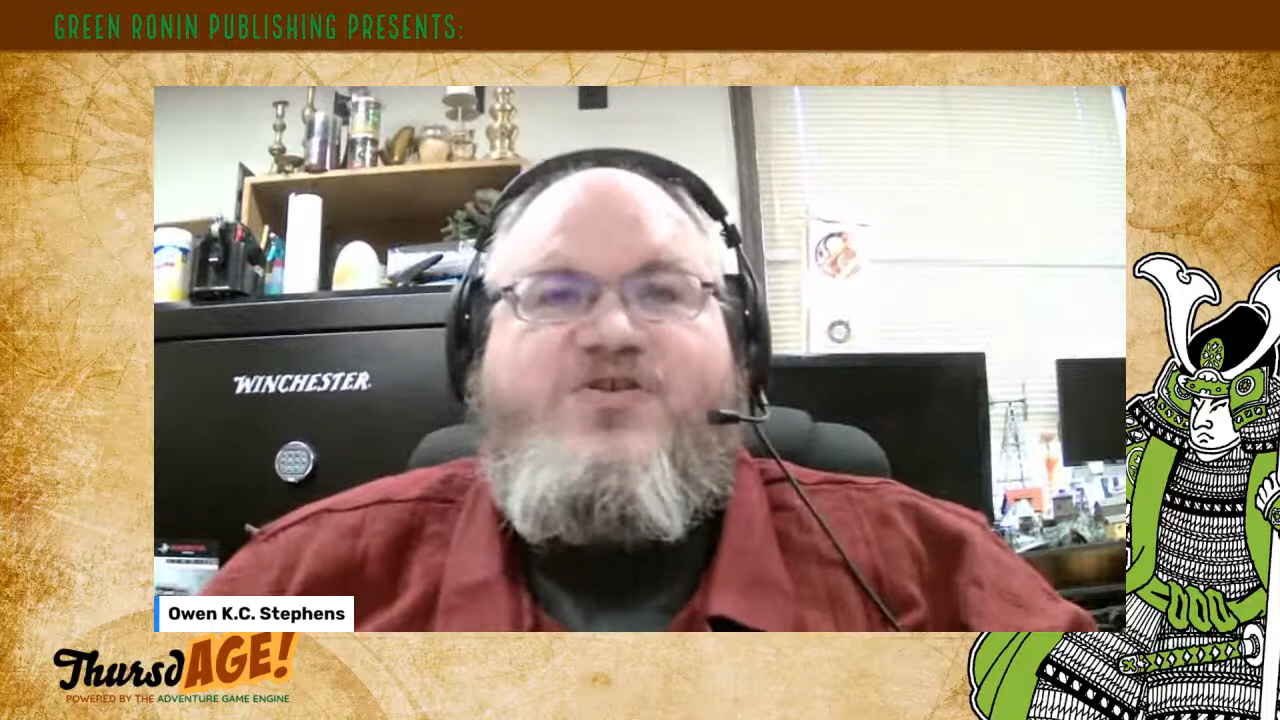 GREEN RONIN PUBLISHING PRESENTS:
WINCHESTER
Owen K.C. Stephens
ThursdAGE!
POWERED BY THE ADVENTURE GAME ENGINE